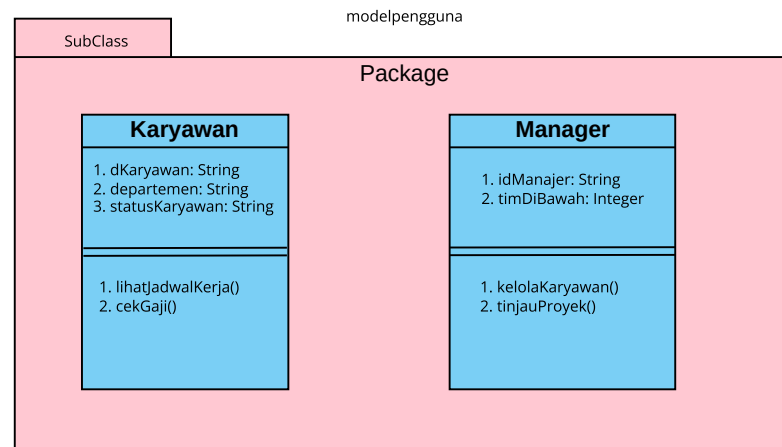 modelpengguna
SubClass
Package
Karyawan
1. dKaryawan: String
2. departemen: String
3. statusKaryawan: String
1. lihatJadwalKerja()
2. cekGaji()
Manager
1. idManajer: String
2. timDiBawah: Integer
1. kelolaKaryawan()
2. tinjauProyek()